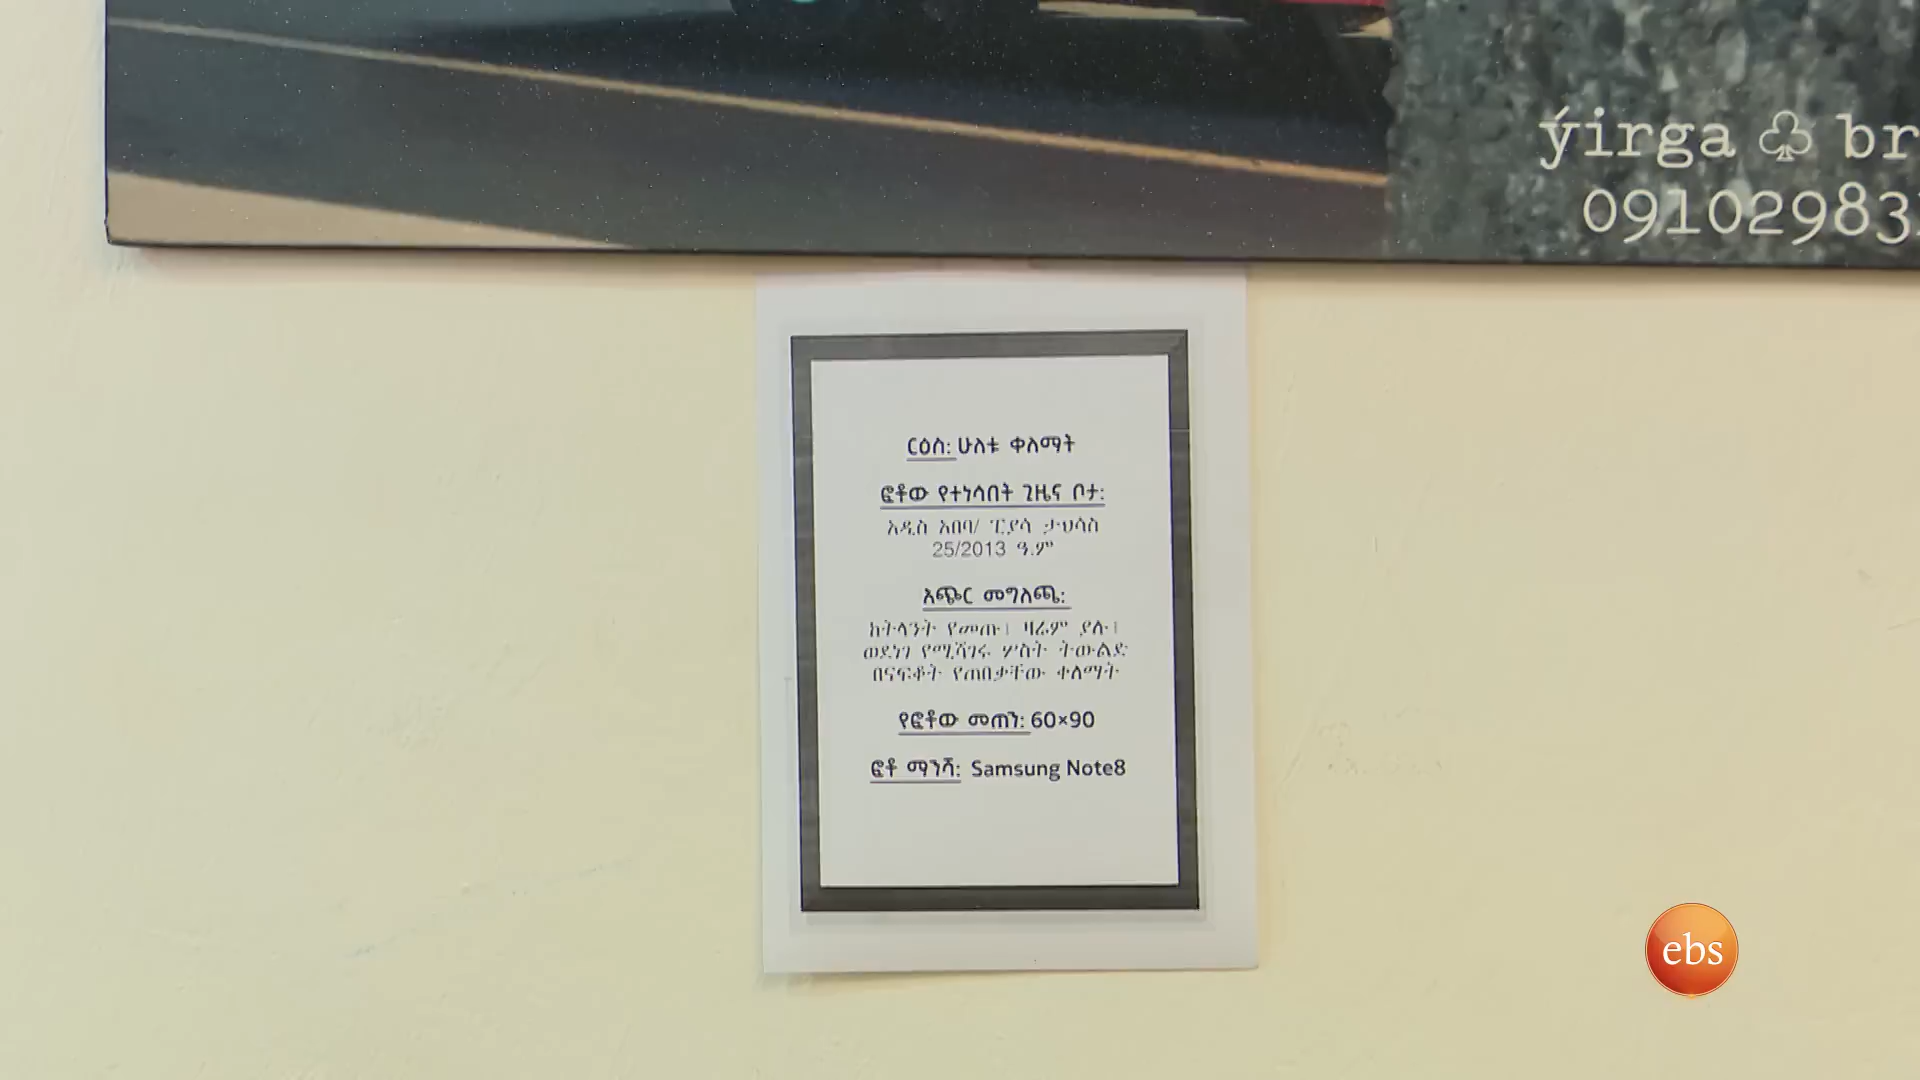 ýirga ♧ br
09102983
ርዕስ: ሁለቱ ቀለማት
ፎቶው የተነሳበት ጊዜና ቦታ:
አዲስ አበባ/ ፒያሳ ታህሳስ
25/2013 ዓ.ም
አጭር መግለጫ:
ከትላንት የመጡ፣ ዛሬም ያሉ፣
ወደነገ የሚሻገሩ ሦስት ትውልድ
በናፍቆት የጠበቃቸው ቀለማት
የፎቶው መጠን: 60×90
ፎቶ ማንሻ: Samsung Note8
ebs